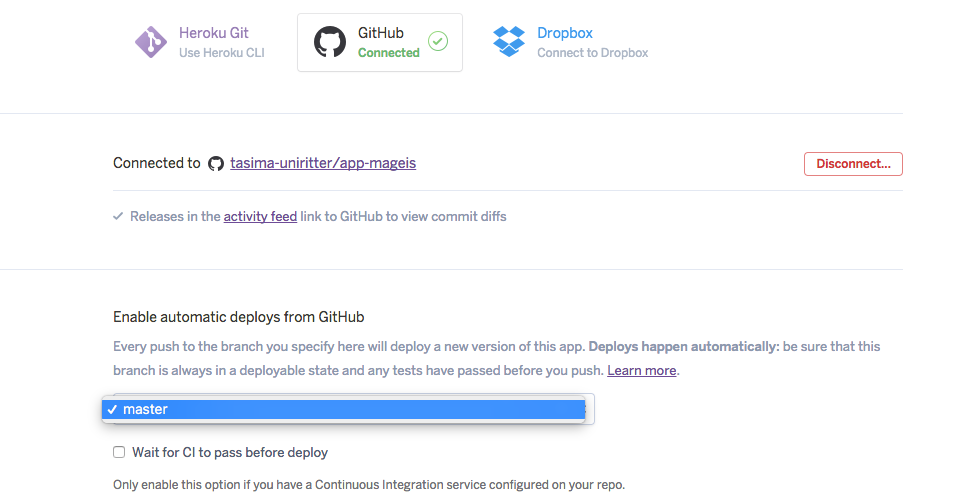 Heroku Git
Use Heroku CLI
GitHub
Connected
Dropbox
Connect to Dropbox
Connected to tasima-uniritter/app-mageis
Disconnect...
Releases in the activity feed link to GitHub to view commit diffs
Enable automatic deploys from GitHub
Every push to the branch you specify here will deploy a new version of this app. Deploys happen automatically: be sure that this
branch is always in a deployable state and any tests have passed before you push. Learn more.
master
Wait for CI to pass before deploy
Only enable this option if you have a Continuous Integration service configured on your repo.